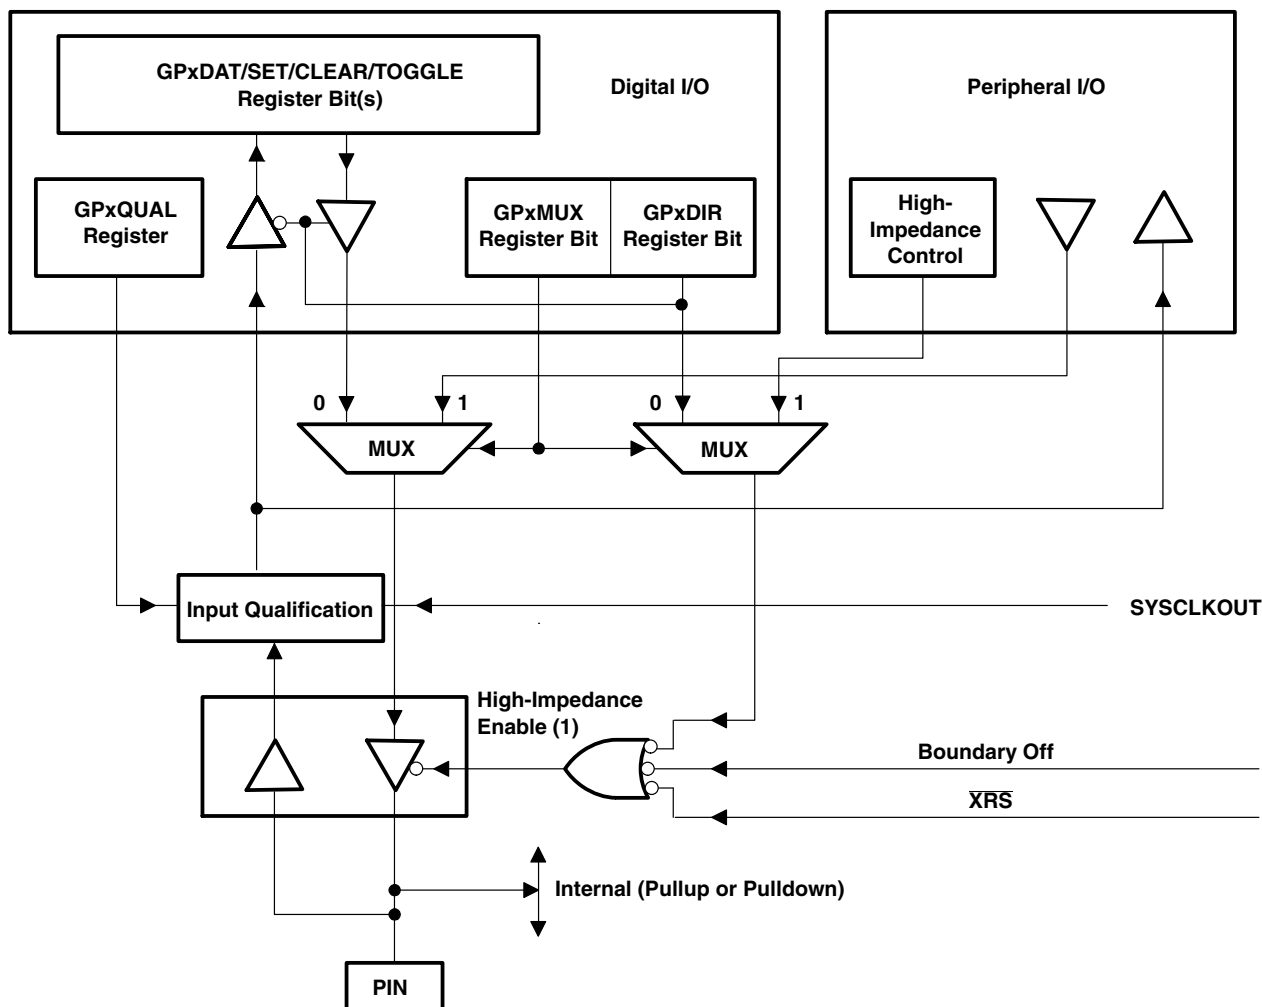 GPxDAT/SET/CLEAR/TOGGLE
Register Bit(s)
Digital I/O
Peripheral I/O
GPxQUAL
Register
GPxMUX
Register Bit
GPxDIR
Register Bit
High-
Impedance
Control
0
1
0
1
MUX
MUX
Input Qualification
SYSCLKOUT
High-Impedance
Enable (1)
Boundary Off
XRS
Internal (Pullup or Pulldown)
PIN